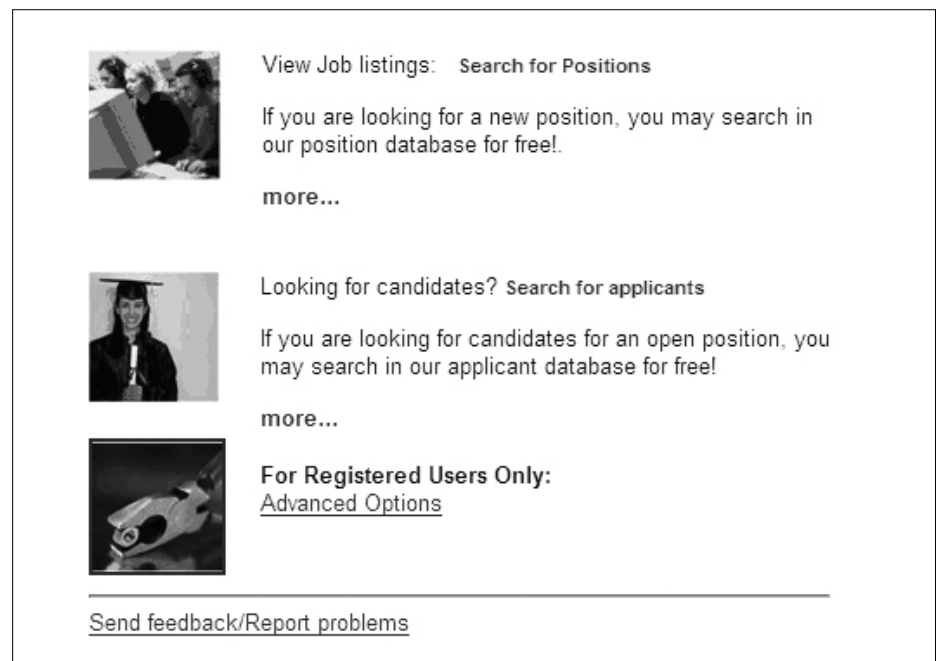 View Job listings: Search for Positions
If you are looking for a new position, you may search in
our position database for free!.
more...
Looking for candidates? Search for applicants
If you are looking for candidates for an open position, you
may search in our applicant database for free!
more...
For Registered Users Only:
Advanced Options
Send feedback/Report problems